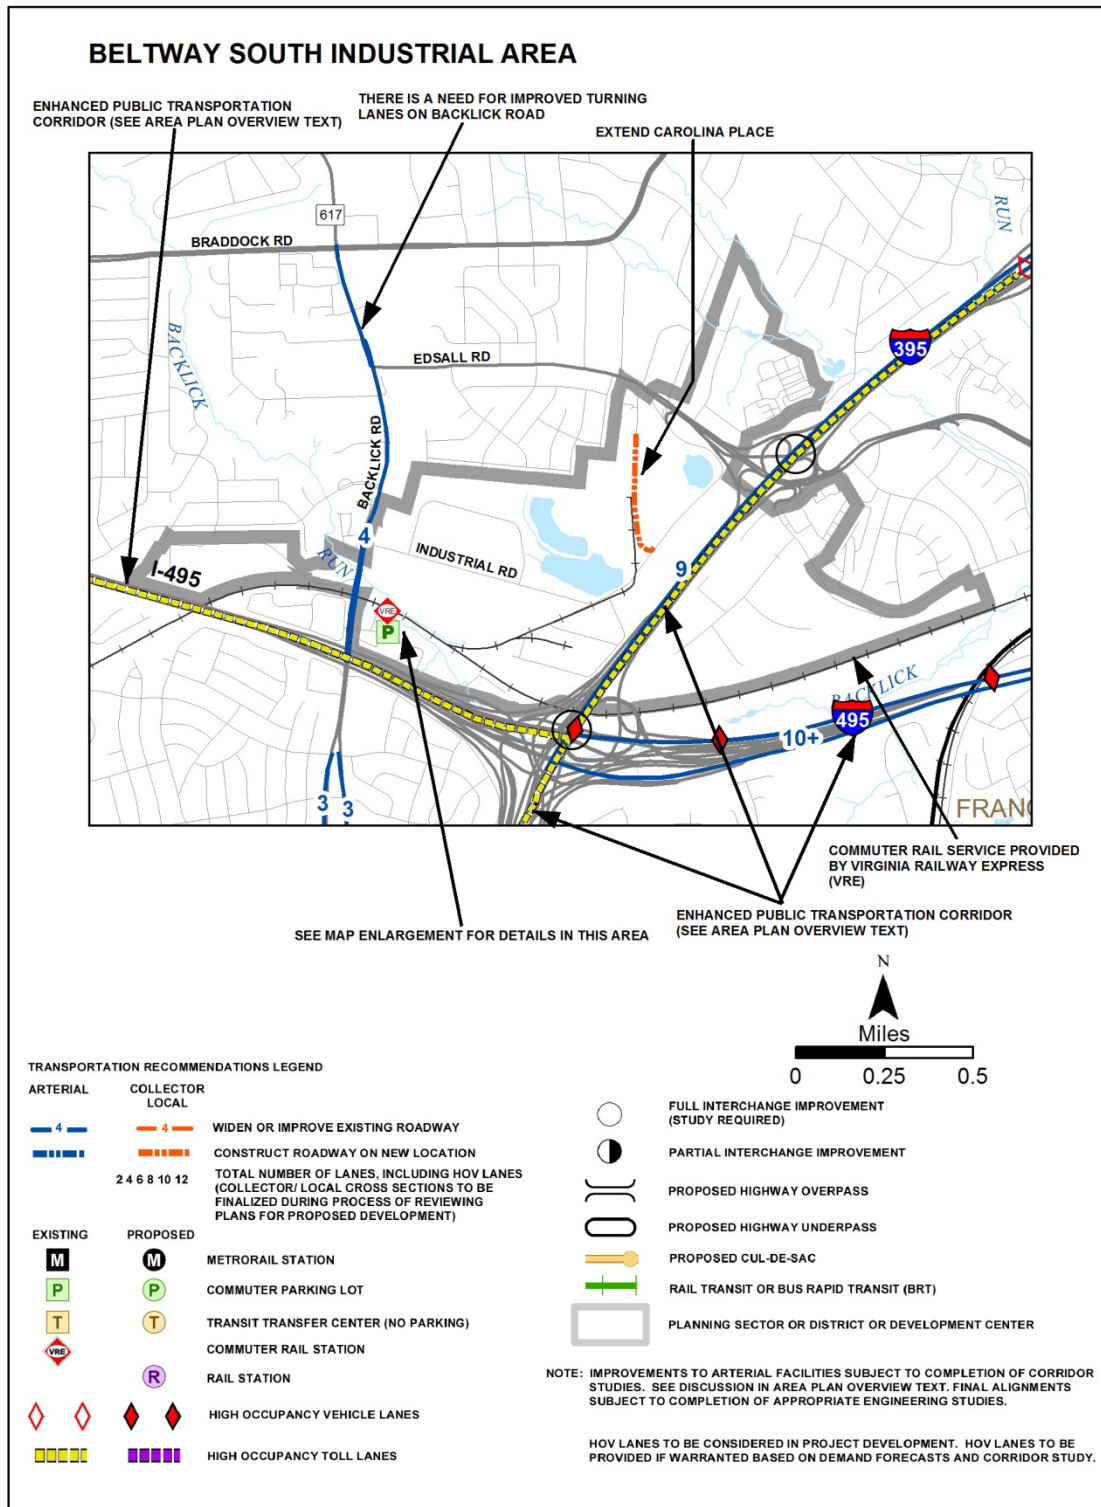 BELTWAY SOUTH INDUSTRIAL AREA
ENHANCED PUBLIC TRANSPORTATION
CORRIDOR (SEE AREA PLAN OVERVIEW TEXT)
THERE IS A NEED FOR IMPROVED TURNING
LANES ON BACKLICK ROAD
EXTEND CAROLINA PLACE
617
BRADDOCK RD
RUN
BACKLICK
EDSALL RD
395
BACKLICK RD
4
INDUSTRIAL RD
RUN
I-495
9
VRE
P
BACKLICK
495
10+
3
3
FRANC
COMMUTER RAIL SERVICE PROVIDED
BY VIRGINIA RAILWAY EXPRESS
(VRE)
ENHANCED PUBLIC TRANSPORTATION CORRIDOR
(SEE AREA PLAN OVERVIEW TEXT)
SEE MAP ENLARGEMENT FOR DETAILS IN THIS AREA
N
Miles
0 0.25 0.5
TRANSPORTATION RECOMMENDATIONS LEGEND
ARTERIAL
COLLECTOR
LOCAL
4 4 WIDEN OR IMPROVE EXISTING ROADWAY
CONSTRUCT ROADWAY ON NEW LOCATION
2 4 6 8 10 12 TOTAL NUMBER OF LANES, INCLUDING HOV LANES
(COLLECTOR/ LOCAL CROSS SECTIONS TO BE
FINALIZED DURING PROCESS OF REVIEWING
PLANS FOR PROPOSED DEVELOPMENT)
EXISTING PROPOSED
M M METRORAIL STATION
P P COMMUTER PARKING LOT
T T TRANSIT TRANSFER CENTER (NO PARKING)
VRE COMMUTER RAIL STATION
R RAIL STATION
HIGH OCCUPANCY VEHICLE LANES
HIGH OCCUPANCY TOLL LANES
FULL INTERCHANGE IMPROVEMENT
(STUDY REQUIRED)
PARTIAL INTERCHANGE IMPROVEMENT
PROPOSED HIGHWAY OVERPASS
PROPOSED HIGHWAY UNDERPASS
PROPOSED CUL-DE-SAC
RAIL TRANSIT OR BUS RAPID TRANSIT (BRT)
PLANNING SECTOR OR DISTRICT OR DEVELOPMENT CENTER
NOTE: IMPROVEMENTS TO ARTERIAL FACILITIES SUBJECT TO COMPLETION OF CORRIDOR
STUDIES. SEE DISCUSSION IN AREA PLAN OVERVIEW TEXT. FINAL ALIGNMENTS
SUBJECT TO COMPLETION OF APPROPRIATE ENGINEERING STUDIES.
HOV LANES TO BE CONSIDERED IN PROJECT DEVELOPMENT. HOV LANES TO BE
PROVIDED IF WARRANTED BASED ON DEMAND FORECASTS AND CORRIDOR STUDY.